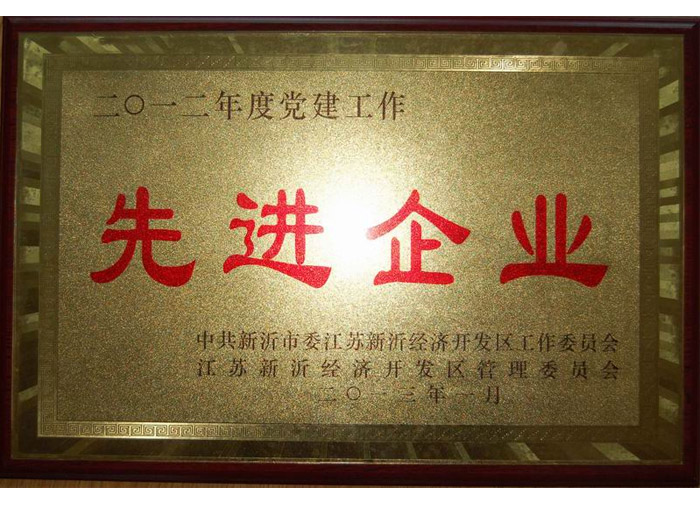 二〇一二年度党建工作
先进企业
中共新沂市委江苏新沂经济开发区工作委员会
江苏新沂经济开发区管理委员会
二〇一三年一月